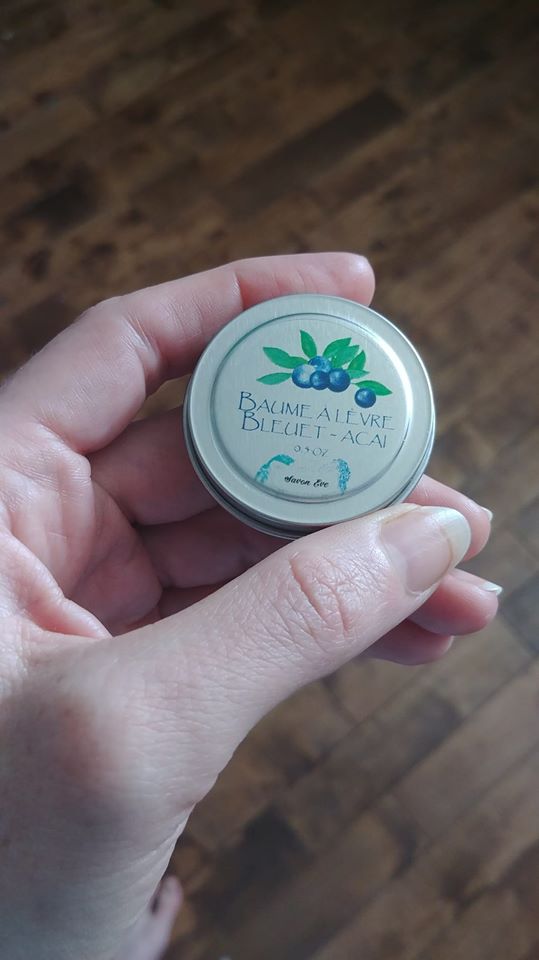 BAUME À LÈVRE
BLEUET - ACAI
0.5 OZ
Savon Eve